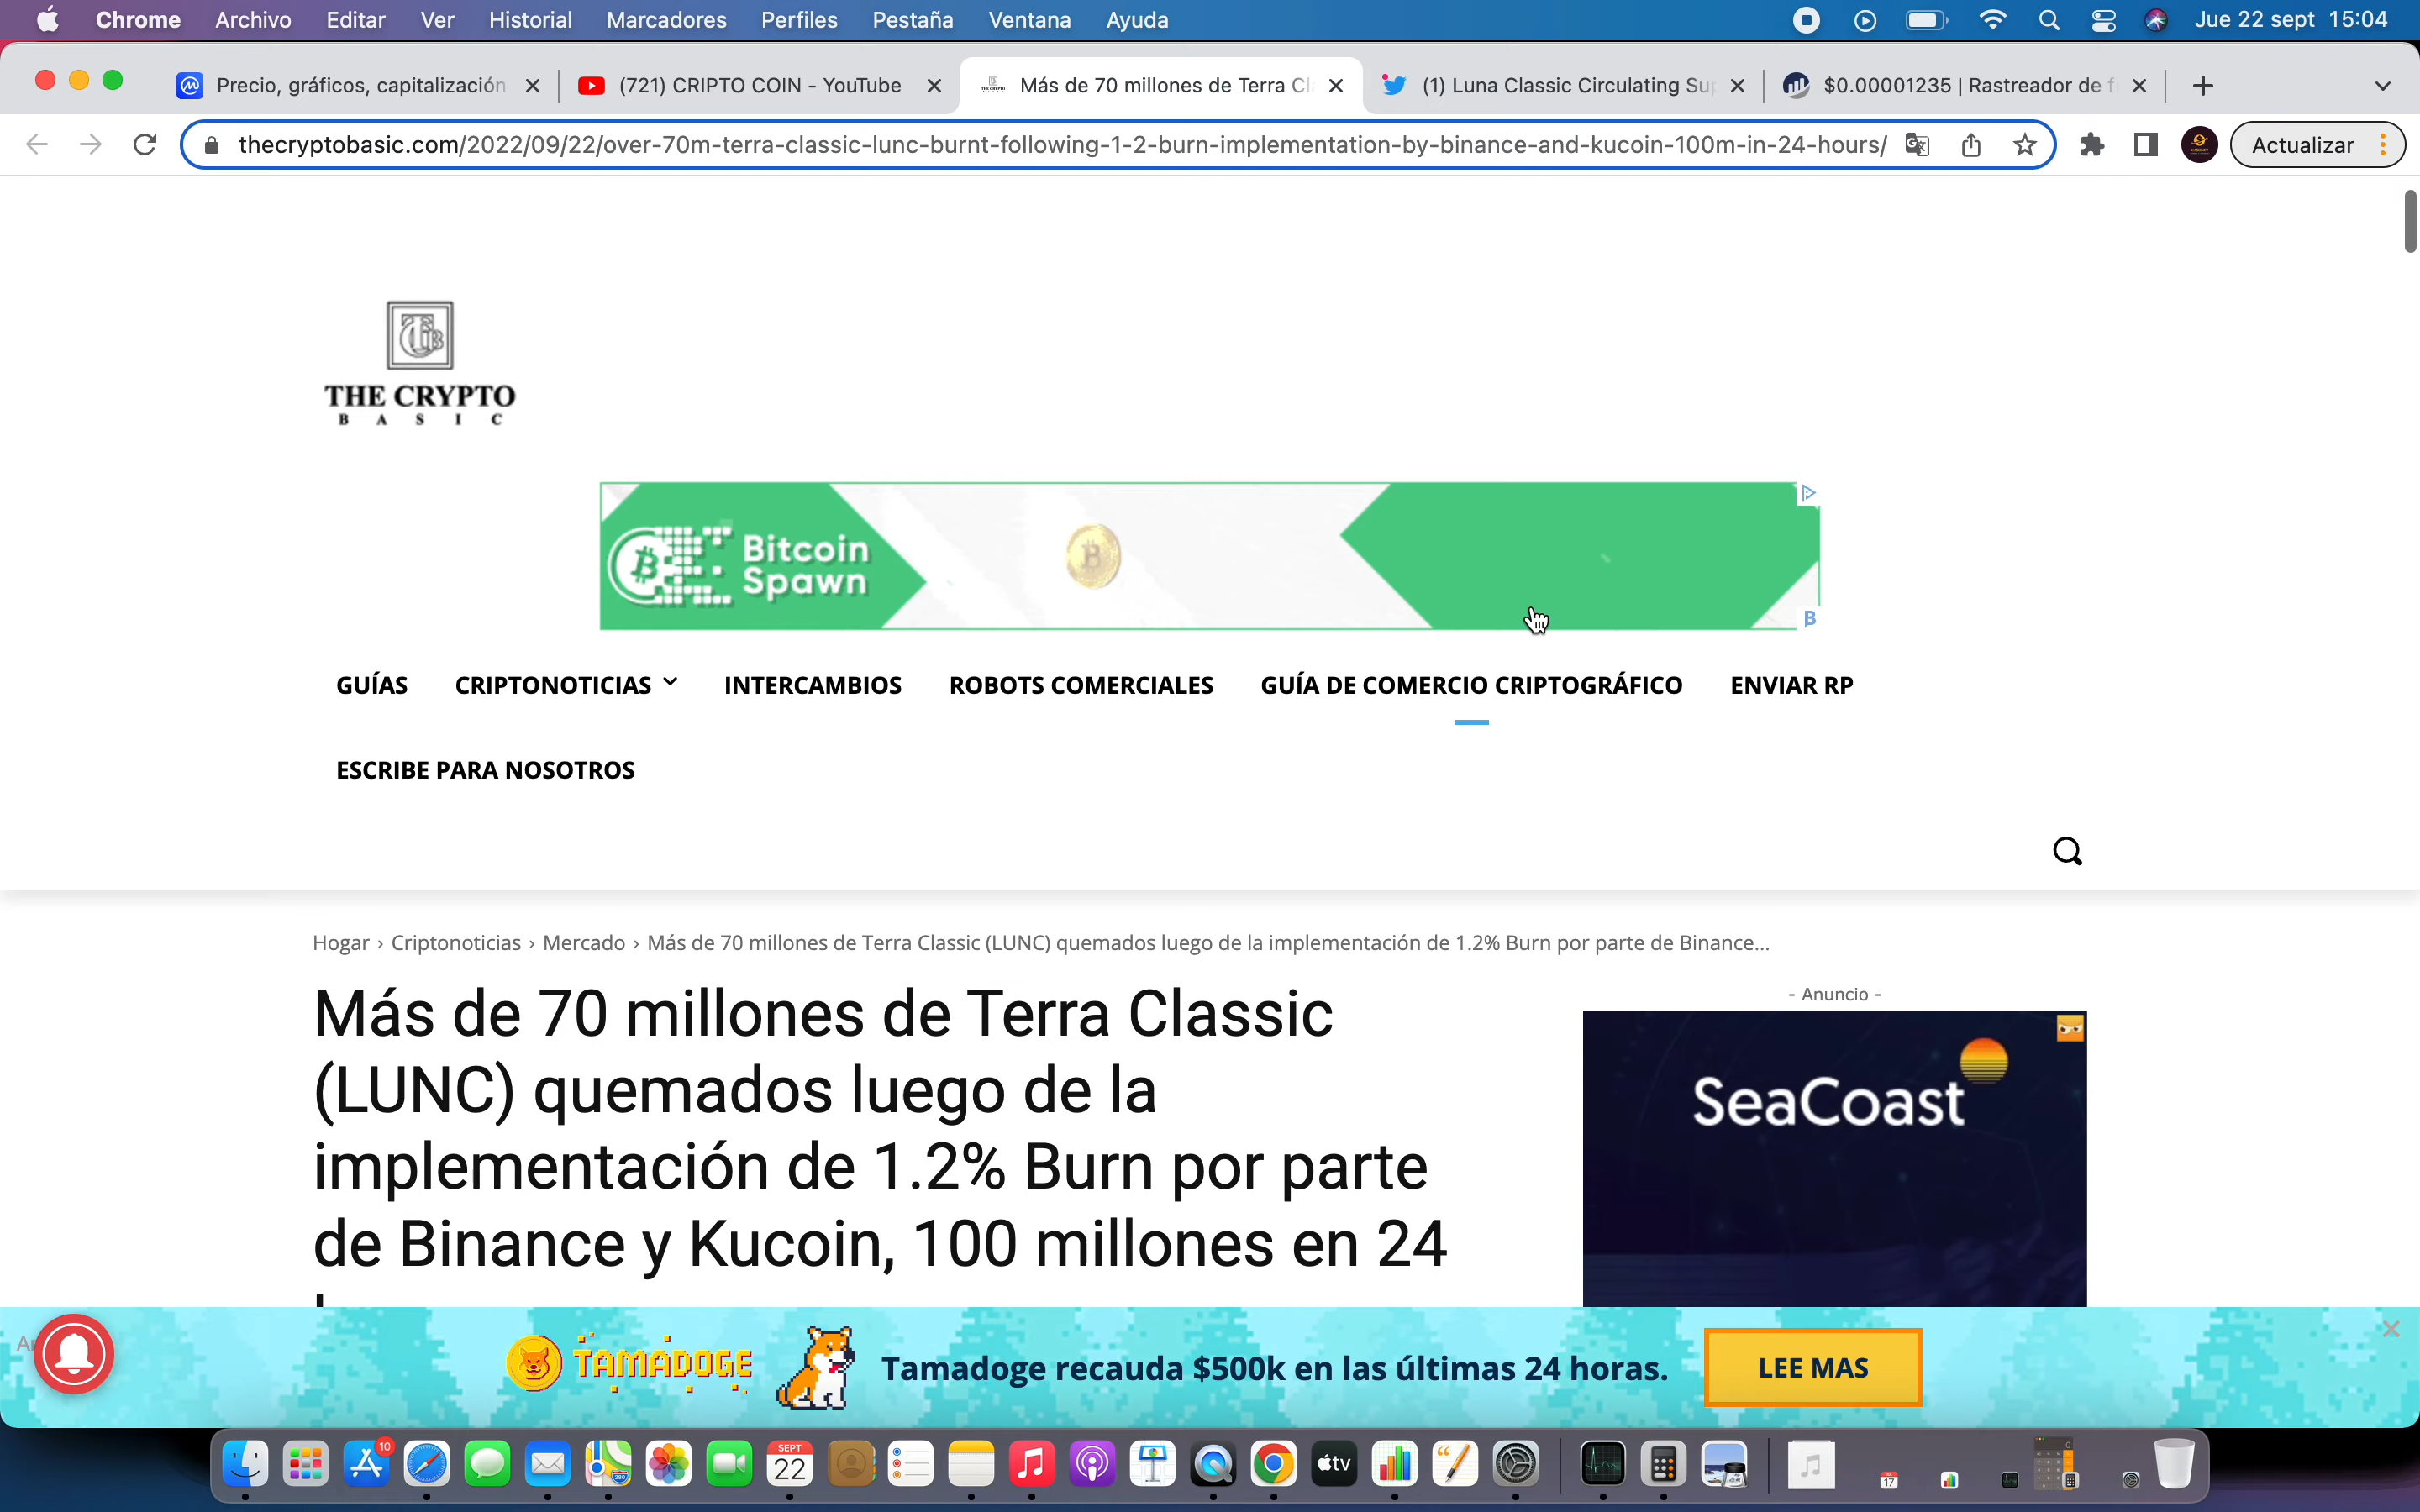 Chrome Archivo Editar Ver Historial Marcadores Perfiles Pestaña Ventana Ayuda Jue 22 sept 15:04
Precio, gráficos, capitalización (721) CRIPTO COIN - YouTube Más de 70 millones de Terra Cl (1) Luna Classic Circulating Su $0.00001235 | Rastreador de f
thecryptobasic.com/2022/09/22/over-70m-terra-classic-lunc-burnt-following-1-2-burn-implementation-by-binance-and-kucoin-100m-in-24-hours/ Actualizar
THE CRYPTO
BASIC
Bitcoin
Spawn
GUÍAS CRIPTONOTICIAS INTERCAMBIOS ROBOTS COMERCIALES GUÍA DE COMERCIO CRIPTOGRÁFICO ENVIAR RP
ESCRIBE PARA NOSOTROS
Hogar › Criptonoticias › Mercado › Más de 70 millones de Terra Classic (LUNC) quemados luego de la implementación de 1.2% Burn por parte de Binance...
Más de 70 millones de Terra Classic
(LUNC) quemados luego de la
implementación de 1.2% Burn por parte
de Binance y Kucoin, 100 millones en 24
- Anuncio -
SeaCoast
TAMADOGE
Tamadoge recauda $500k en las últimas 24 horas.
LEE MAS
10
SEPT
22
280
tv
17